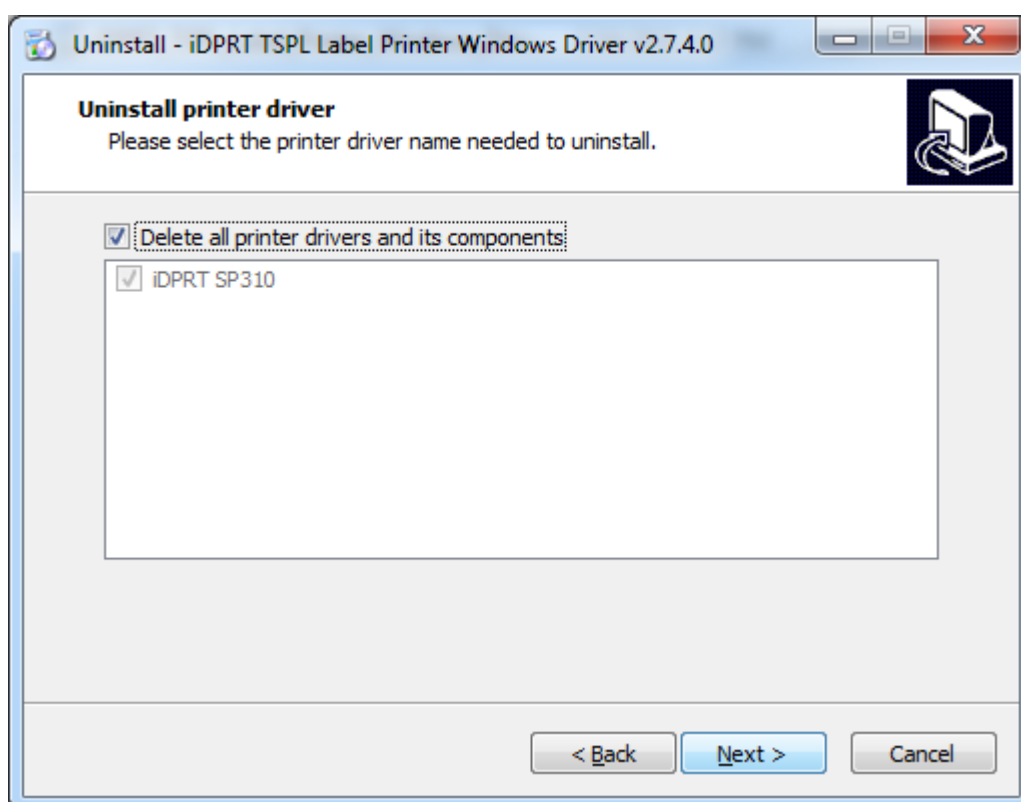 Uninstall - iDPRT TSPL Label Printer Windows Driver v2.7.4.0
Uninstall printer driver
Please select the printer driver name needed to uninstall.
Delete all printer drivers and its components
iDPRT SP310
< Back
Next >
Cancel